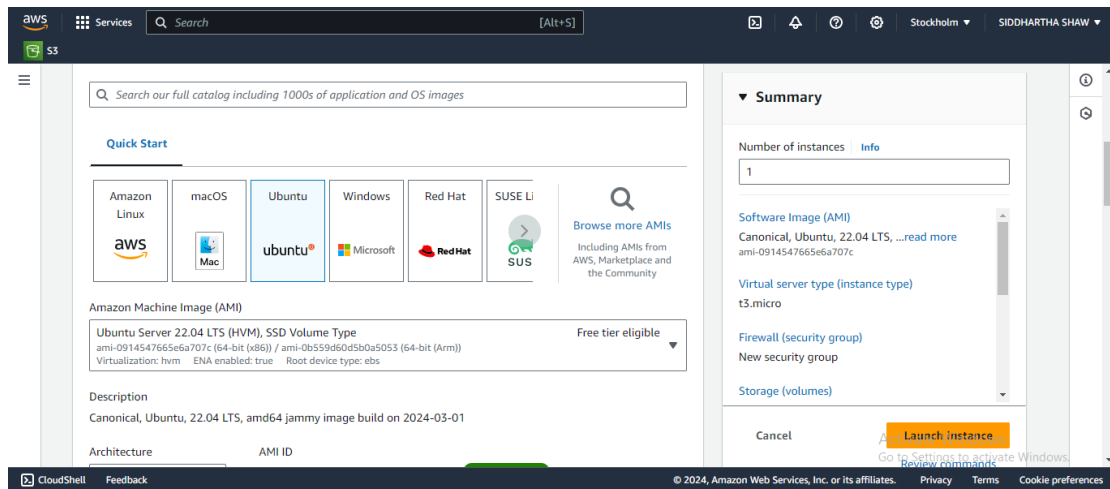 aws
Services
Search
[Alt+S]
Stockholm
SIDDHARTHA SHAW
S3
Search our full catalog including 1000s of application and OS images
Quick Start
Amazon
Linux
aws
macOS
Mac
Ubuntu
ubuntu
Windows
Microsoft
Red Hat
Red Hat
SUSE Li
SUS
Browse more AMIs
Including AMIs from
AWS, Marketplace and
the Community
Amazon Machine Image (AMI)
Ubuntu Server 22.04 LTS (HVM), SSD Volume Type
Free tier eligible
ami-0914547665e6a707c (64-bit (x86)) / ami-0b559d60d5b0a5053 (64-bit (Arm))
Virtualization: hvm ENA enabled: true Root device type: ebs
Description
Canonical, Ubuntu, 22.04 LTS, amd64 jammy image build on 2024-03-01
Architecture
AMI ID
Summary
Number of instances
Info
1
Software Image (AMI)
Canonical, Ubuntu, 22.04 LTS, ...read more
ami-0914547665e6a707c
Virtual server type (instance type)
t3.micro
Firewall (security group)
New security group
Storage (volumes)
Cancel
Launch instance
Go to Settings to activate Windows.
Review commands
CloudShell
Feedback
© 2024, Amazon Web Services, Inc. or its affiliates.
Privacy
Terms
Cookie preferences